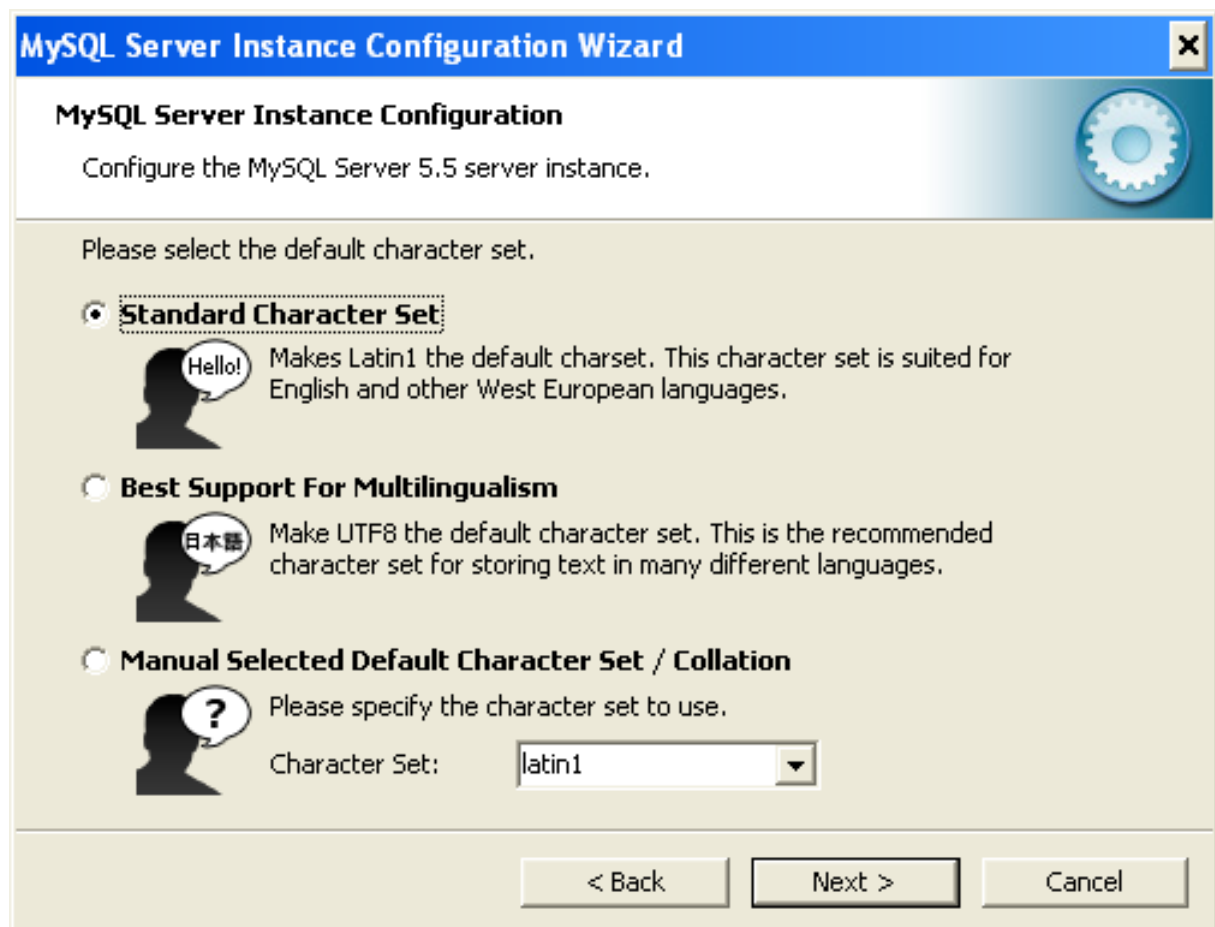 MySQL Server Instance Configuration Wizard
MySQL Server Instance Configuration
Configure the MySQL Server 5.5 server instance.
Please select the default character set.
Standard Character Set
Hello!
Makes Latin1 the default charset. This character set is suited for
English and other West European languages.
Best Support For Multilingualism
日本語
Make UTF8 the default character set. This is the recommended
character set for storing text in many different languages.
Manual Selected Default Character Set / Collation
?
Please specify the character set to use.
Character Set: latin1
< Back Next > Cancel